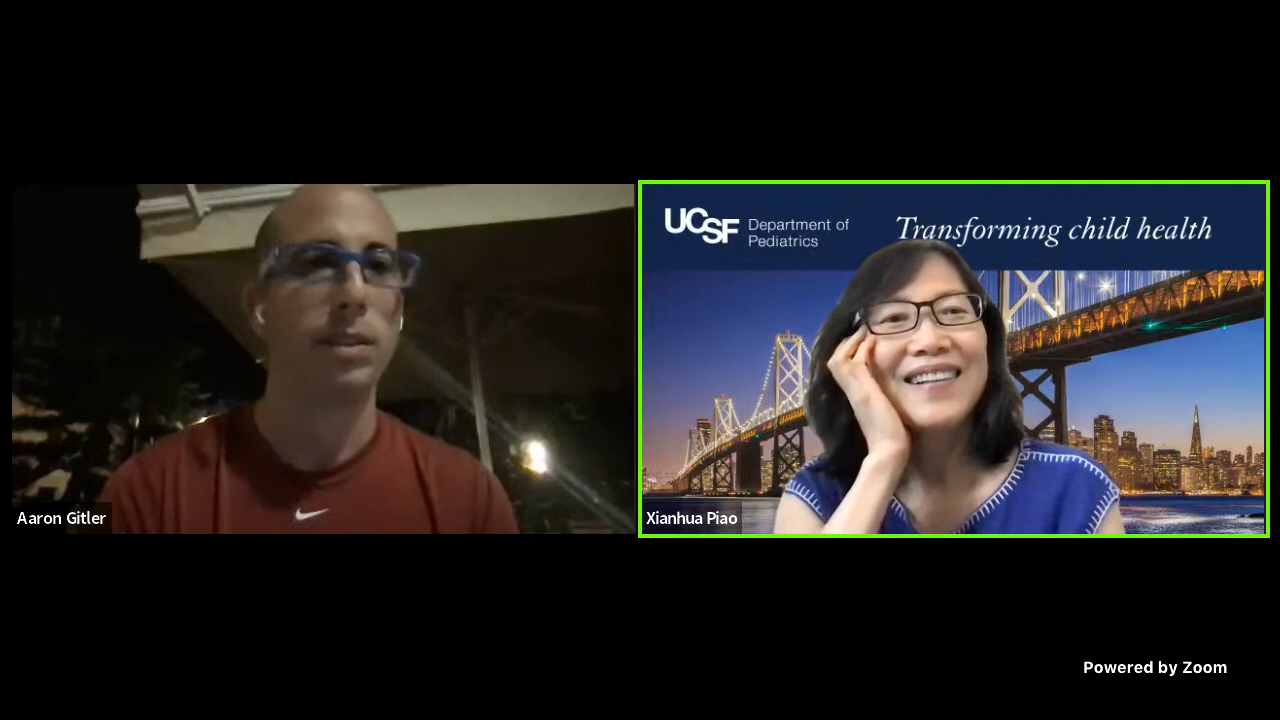 UCSF
Department of
Pediatrics
Transforming child health
Aaron Gitler
Xianhua Piao
Powered by Zoom